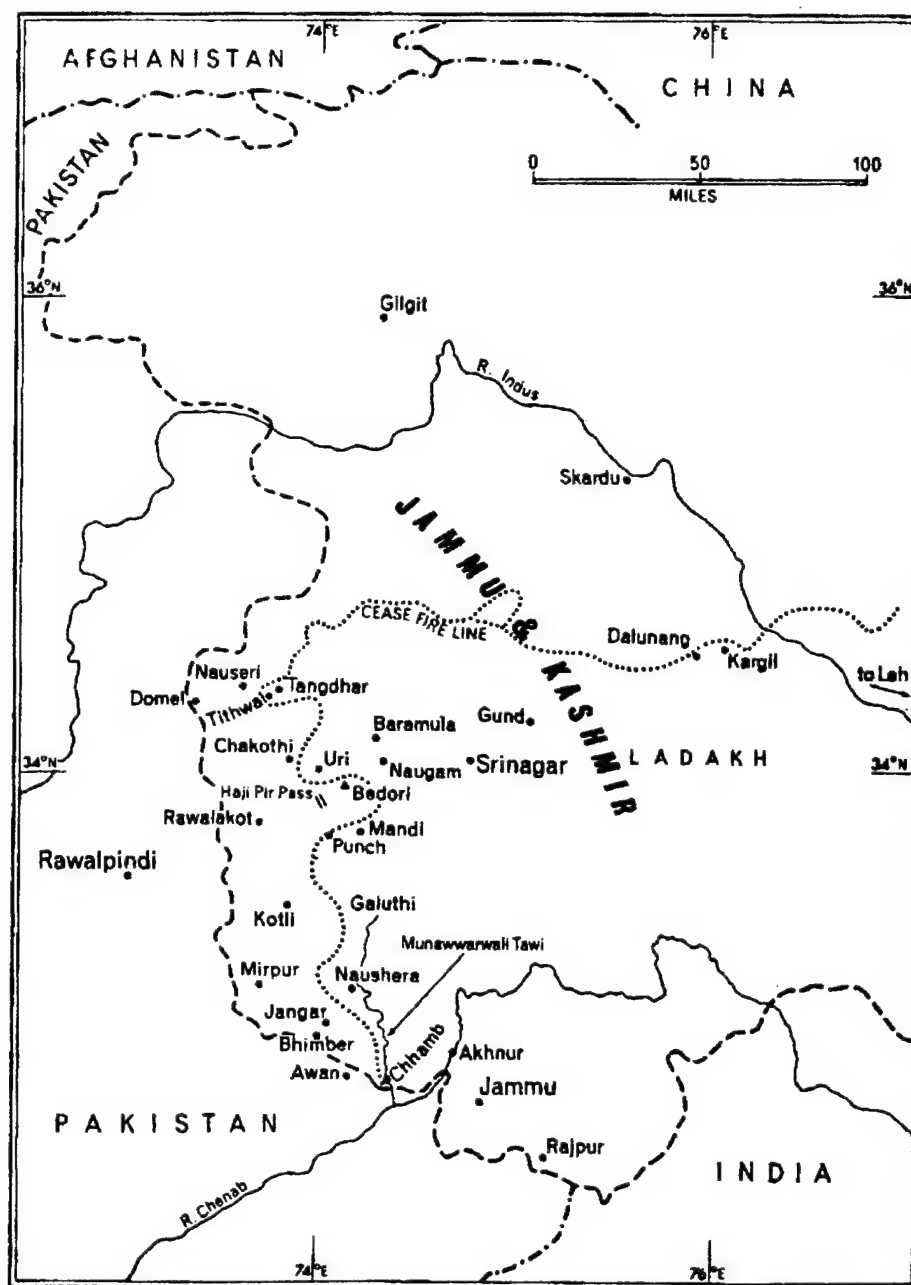 74°E
76°E
AFGHANISTAN
CHINA
0 50 100
MILES
PAKISTAN
36°N
36°N
Gilgit
R. Indus
Skardu
JAMMU & KASHMIR
CEASE FIRE LINE
Dalunang
Kargil
to Leh
Nauseri
Domel
Tithwal
Tangdhar
Baramula
Gund
Chakothi
Uri
Naugam
Srinagar
LADAKH
34°N
34°N
Haji Pir Pass
Bedori
Rawalakot
Mandi
Punch
Rawalpindi
Kotli
Galuthi
Munawwarwali Tawi
Mirpur
Naushera
Jangar
Bhimber
Chhamb
Akhnur
Awan
Jammu
PAKISTAN
Rajpur
INDIA
R. Chenab
74°E
76°E